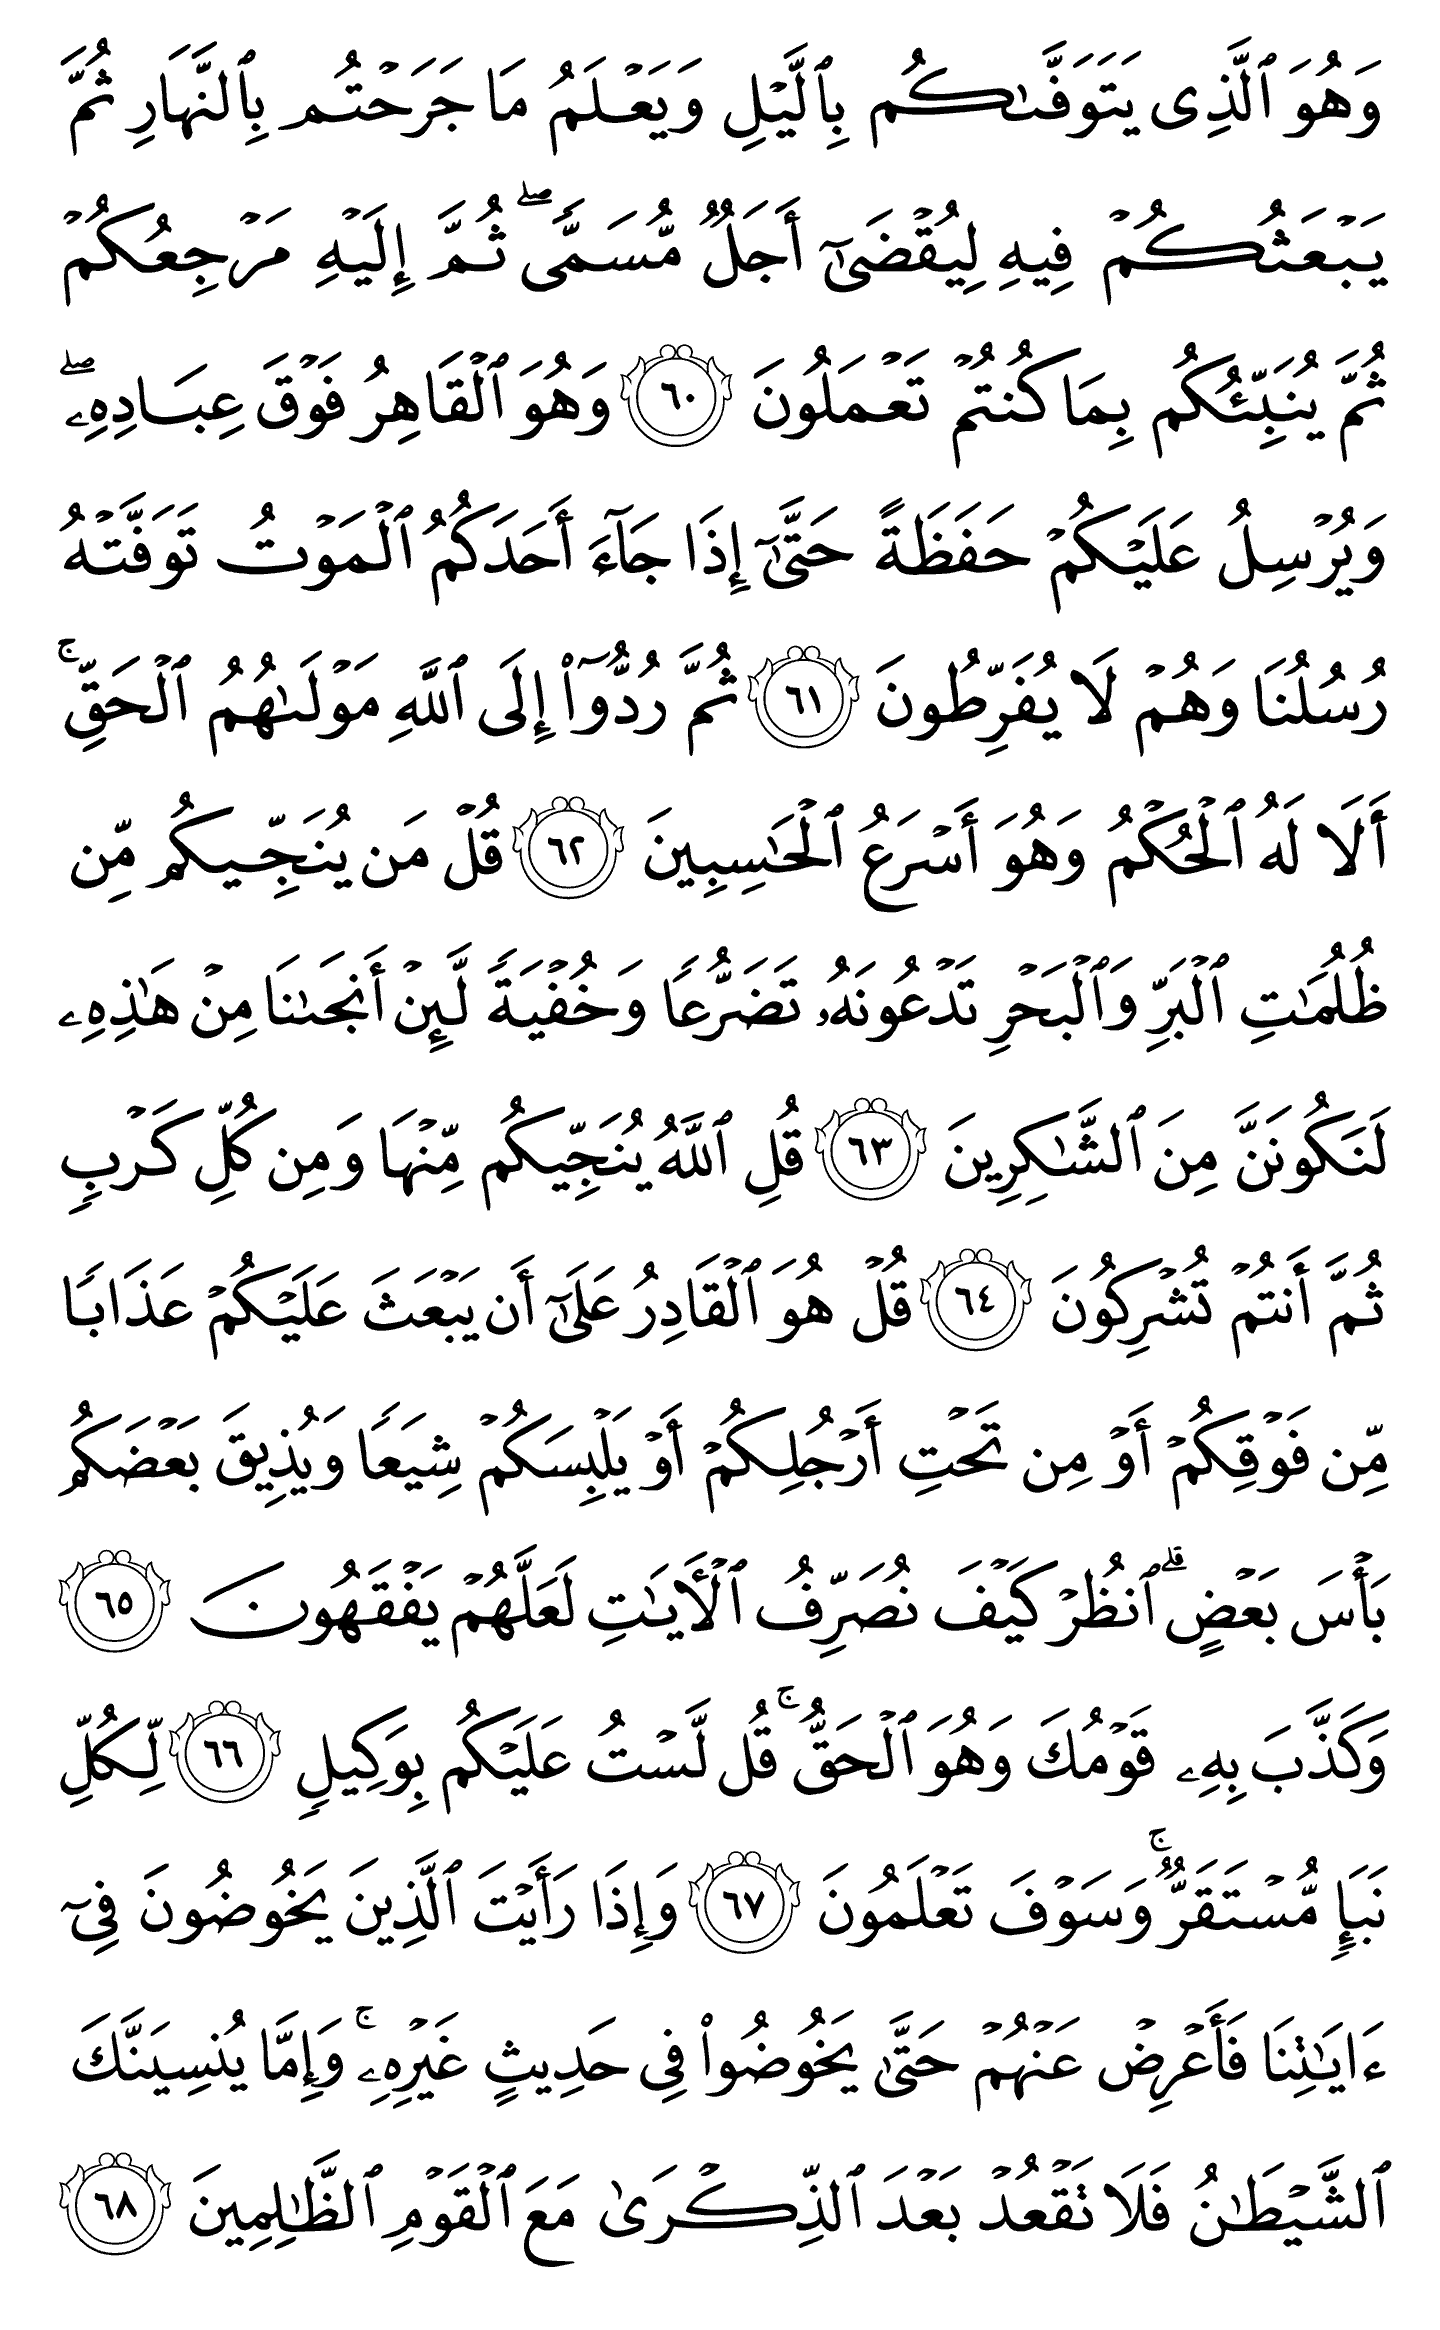 وَهُوَ ٱلَّذِى يَتَوَفَّىٰكُم بِٱلَّيْلِ وَيَعْلَمُ مَا جَرَحْتُم بِٱلنَّهَارِ ثُمَّ
يَبْعَثُكُمْ فِيهِ لِيُقْضَىٰٓ أَجَلٌ مُّسَمًّى ۖ ثُمَّ إِلَيْهِ مَرْجِعُكُمْ
ثُمَّ يُنَبِّئُكُم بِمَا كُنتُمْ تَعْمَلُونَ ٦٠ وَهُوَ ٱلْقَاهِرُ فَوْقَ عِبَادِهِۦ ۖ
وَيُرْسِلُ عَلَيْكُمْ حَفَظَةً حَتَّىٰٓ إِذَا جَآءَ أَحَدَكُمُ ٱلْمَوْتُ تَوَفَّتْهُ
رُسُلُنَا وَهُمْ لَا يُفَرِّطُونَ ٦١ ثُمَّ رُدُّوٓا۟ إِلَى ٱللَّهِ مَوْلَىٰهُمُ ٱلْحَقِّ ۚ
أَلَا لَهُ ٱلْحُكْمُ وَهُوَ أَسْرَعُ ٱلْحَـٰسِبِينَ ٦٢ قُلْ مَن يُنَجِّيكُم مِّن
ظُلُمَـٰتِ ٱلْبَرِّ وَٱلْبَحْرِ تَدْعُونَهُۥ تَضَرُّعًا وَخُفْيَةً لَّئِنْ أَنجَىٰنَا مِنْ هَـٰذِهِۦ
لَنَكُونَنَّ مِنَ ٱلشَّـٰكِرِينَ ٦٣ قُلِ ٱللَّهُ يُنَجِّيكُم مِّنْهَا وَمِن كُلِّ كَرْبٍ
ثُمَّ أَنتُمْ تُشْرِكُونَ ٦٤ قُلْ هُوَ ٱلْقَادِرُ عَلَىٰٓ أَن يَبْعَثَ عَلَيْكُمْ عَذَابًا
مِّن فَوْقِكُمْ أَوْ مِن تَحْتِ أَرْجُلِكُمْ أَوْ يَلْبِسَكُمْ شِيَعًا وَيُذِيقَ بَعْضَكُم
بَأْسَ بَعْضٍ ۗ ٱنظُرْ كَيْفَ نُصَرِّفُ ٱلْـَٔايَـٰتِ لَعَلَّهُمْ يَفْقَهُونَ ٦٥
وَكَذَّبَ بِهِۦ قَوْمُكَ وَهُوَ ٱلْحَقُّ ۚ قُل لَّسْتُ عَلَيْكُم بِوَكِيلٍ ٦٦ لِّكُلِّ
نَبَإٍ مُّسْتَقَرٌّ ۚ وَسَوْفَ تَعْلَمُونَ ٦٧ وَإِذَا رَأَيْتَ ٱلَّذِينَ يَخُوضُونَ فِىٓ
ءَايَـٰتِنَا فَأَعْرِضْ عَنْهُمْ حَتَّىٰ يَخُوضُوا۟ فِى حَدِيثٍ غَيْرِهِۦ ۚ وَإِمَّا يُنسِيَنَّكَ
ٱلشَّيْطَـٰنُ فَلَا تَقْعُدْ بَعْدَ ٱلذِّكْرَىٰ مَعَ ٱلْقَوْمِ ٱلظَّـٰلِمِينَ ٦٨